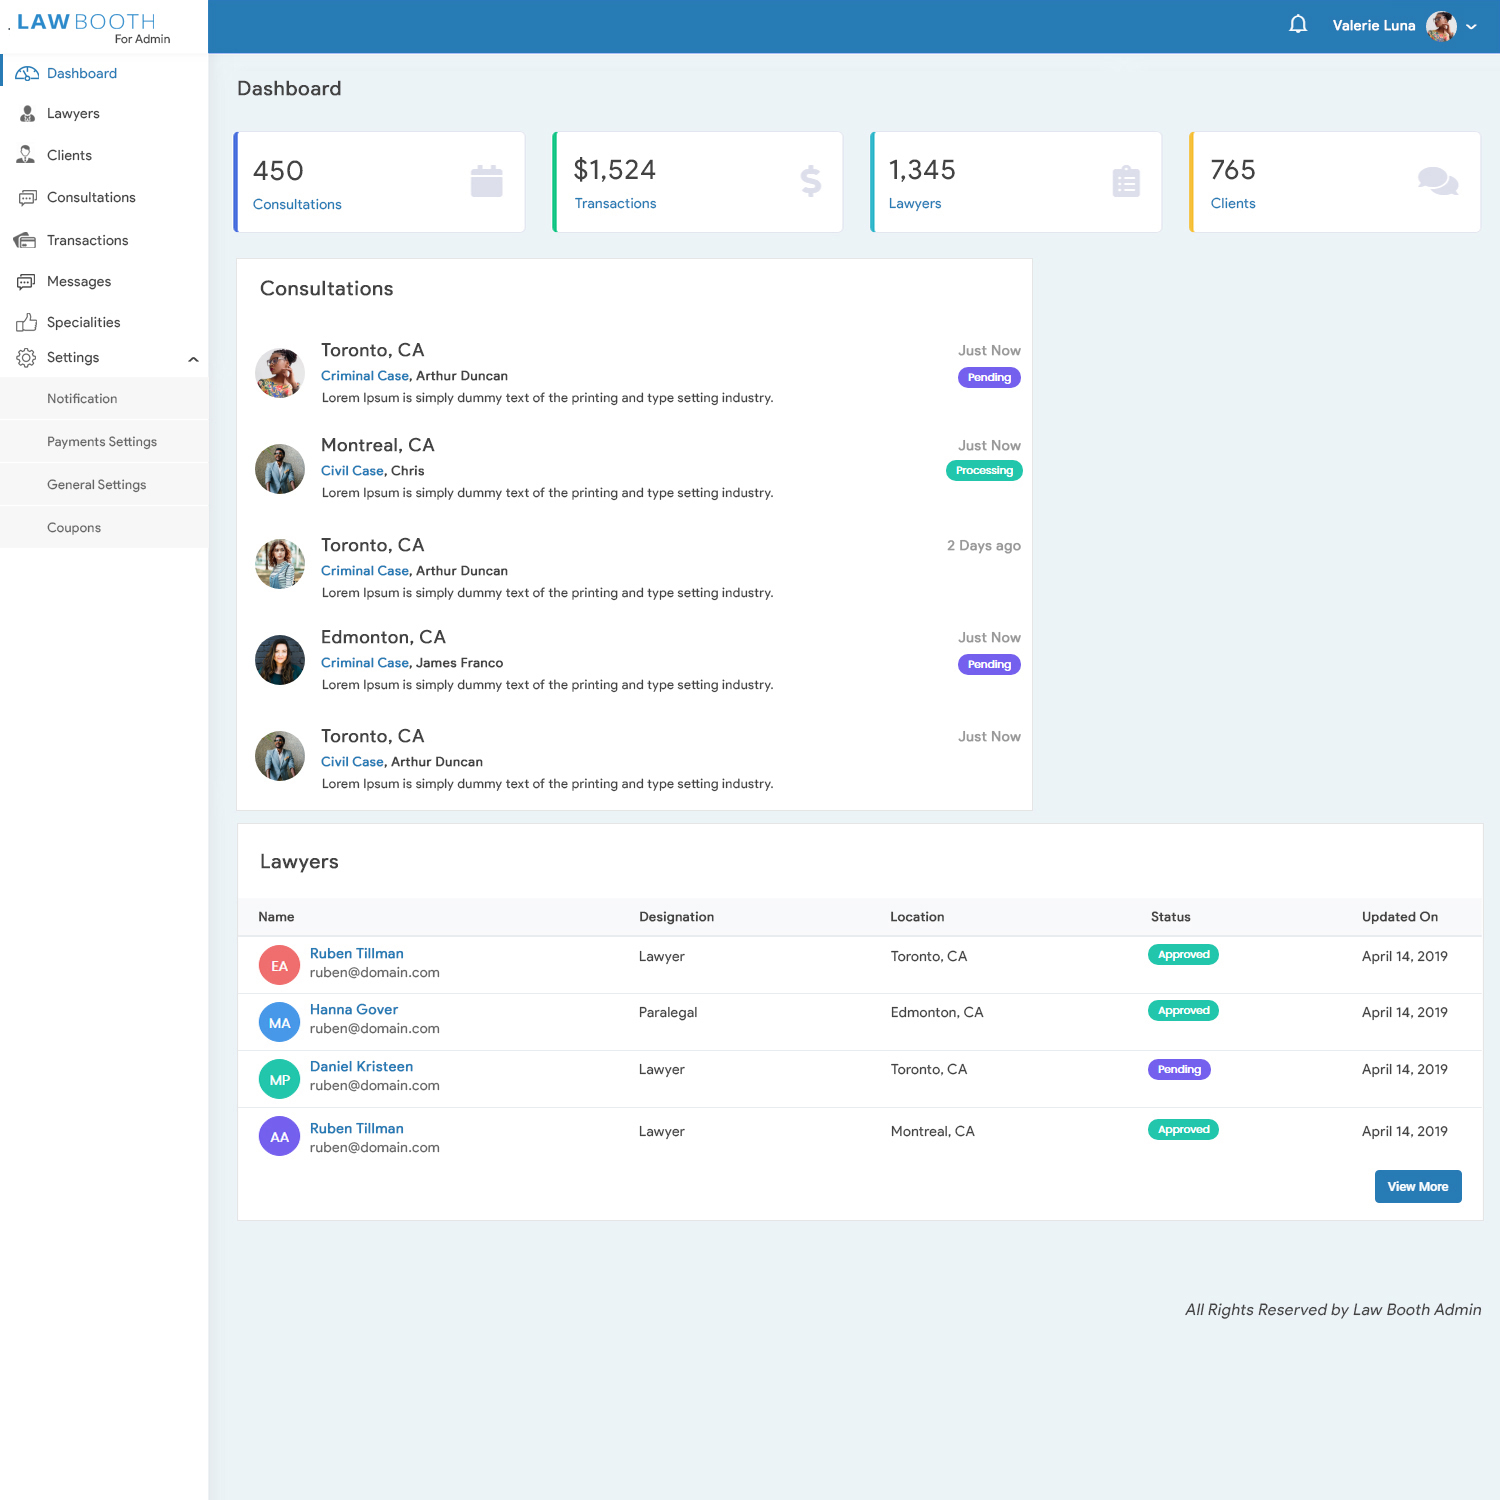 LAW BOOTH
For Admin
Valerie Luna
Dashboard
Lawyers
Clients
Consultations
Transactions
Messages
Specialities
Settings
Notification
Payments Settings
General Settings
Coupons
Dashboard
450
Consultations
$1,524
Transactions
1,345
Lawyers
765
Clients
Consultations
Toronto, CA
Just Now
Criminal Case, Arthur Duncan
Pending
Lorem Ipsum is simply dummy text of the printing and type setting industry.
Montreal, CA
Just Now
Civil Case, Chris
Processing
Lorem Ipsum is simply dummy text of the printing and type setting industry.
Toronto, CA
2 Days ago
Criminal Case, Arthur Duncan
Lorem Ipsum is simply dummy text of the printing and type setting industry.
Edmonton, CA
Just Now
Criminal Case, James Franco
Pending
Lorem Ipsum is simply dummy text of the printing and type setting industry.
Toronto, CA
Just Now
Civil Case, Arthur Duncan
Lorem Ipsum is simply dummy text of the printing and type setting industry.
Lawyers
Name Designation Location Status Updated On
EA Ruben Tillman Lawyer Toronto, CA Approved April 14, 2019
ruben@domain.com
MA Hanna Gover Paralegal Edmonton, CA Approved April 14, 2019
ruben@domain.com
MP Daniel Kristeen Lawyer Toronto, CA Pending April 14, 2019
ruben@domain.com
AA Ruben Tillman Lawyer Montreal, CA Approved April 14, 2019
ruben@domain.com
View More
All Rights Reserved by Law Booth Admin